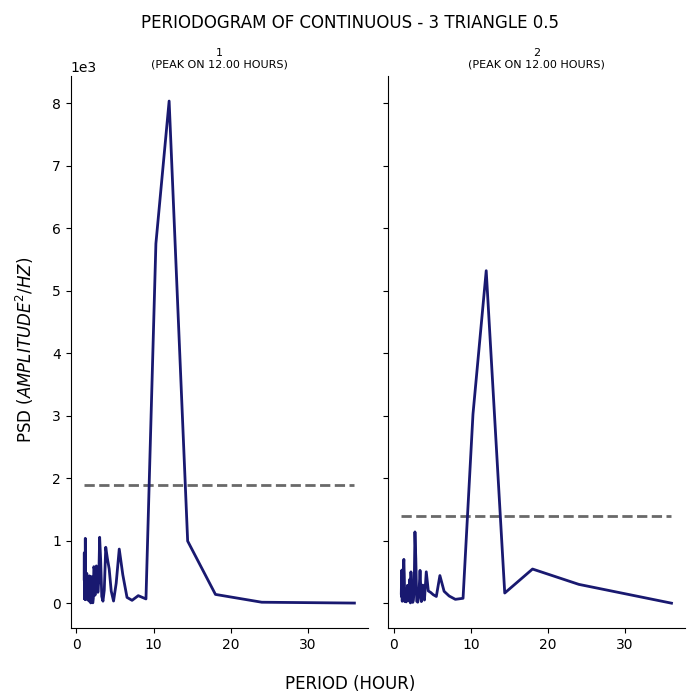 PERIODOGRAM OF CONTINUOUS - 3 TRIANGLE 0.5
1
(PEAK ON 12.00 HOURS)
2
(PEAK ON 12.00 HOURS)
1e3
8
7
6
5
4
3
2
1
0
PSD (AMPLITUDE²/HZ)
0 10 20 30
0 10 20 30
PERIOD (HOUR)